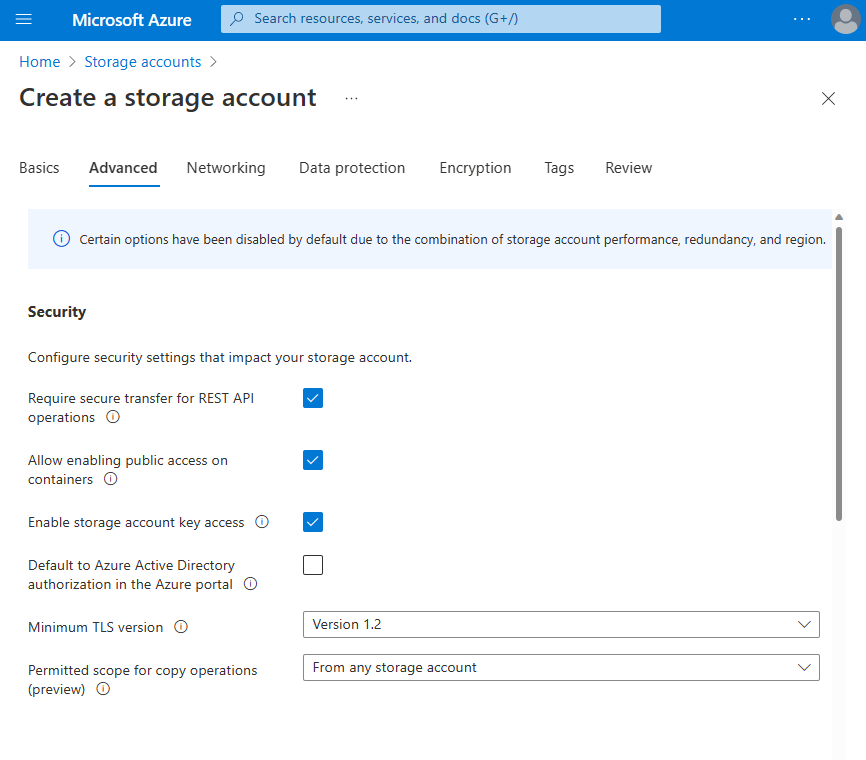 Microsoft Azure
Search resources, services, and docs (G+/)
Home > Storage accounts >
Create a storage account
Basics Advanced Networking Data protection Encryption Tags Review
Certain options have been disabled by default due to the combination of storage account performance, redundancy, and region.
Security
Configure security settings that impact your storage account.
Require secure transfer for REST API
operations
Allow enabling public access on
containers
Enable storage account key access
Default to Azure Active Directory
authorization in the Azure portal
Minimum TLS version
Version 1.2
Permitted scope for copy operations
(preview)
From any storage account